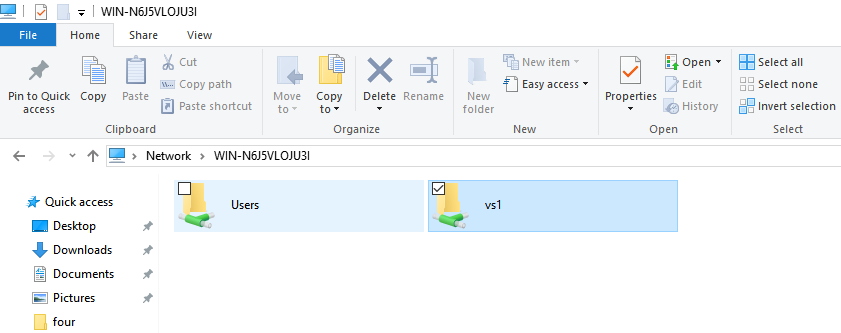 WIN-N6J5VLOJU3I
File Home Share View
Pin to Quick access
Copy
Paste
Cut
Copy path
Paste shortcut
Clipboard
Move to
Copy to
Delete
Rename
Organize
New folder
New item
Easy access
New
Properties
Open
Edit
History
Open
Select all
Select none
Invert selection
Select
Network > WIN-N6J5VLOJU3I
Quick access
Desktop
Downloads
Documents
Pictures
four
Users
vs1